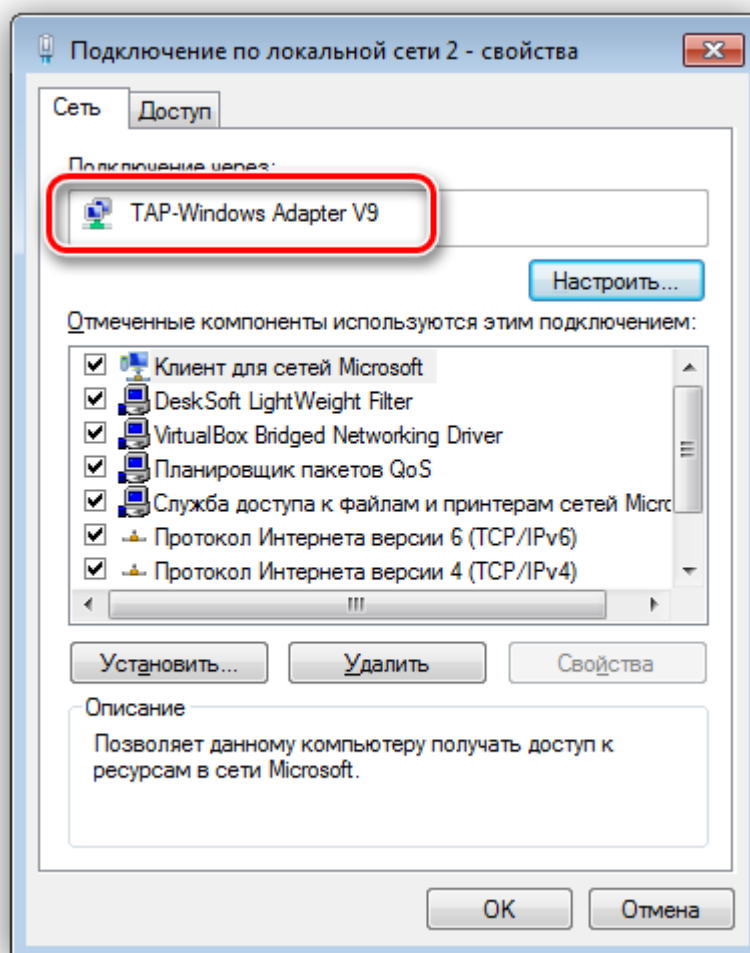 Подключение по локальной сети 2 - свойства
Сеть
Доступ
Подключение через:
TAP-Windows Adapter V9
Настроить...
Отмеченные компоненты используются этим подключением:
Клиент для сетей Microsoft
DeskSoft LightWeight Filter
VirtualBox Bridged Networking Driver
Планировщик пакетов QoS
Служба доступа к файлам и принтерам сетей Micro
Протокол Интернета версии 6 (TCP/IPv6)
Протокол Интернета версии 4 (TCP/IPv4)
Установить...
Удалить
Свойства
Описание
Позволяет данному компьютеру получать доступ к
ресурсам в сети Microsoft.
OK
Отмена